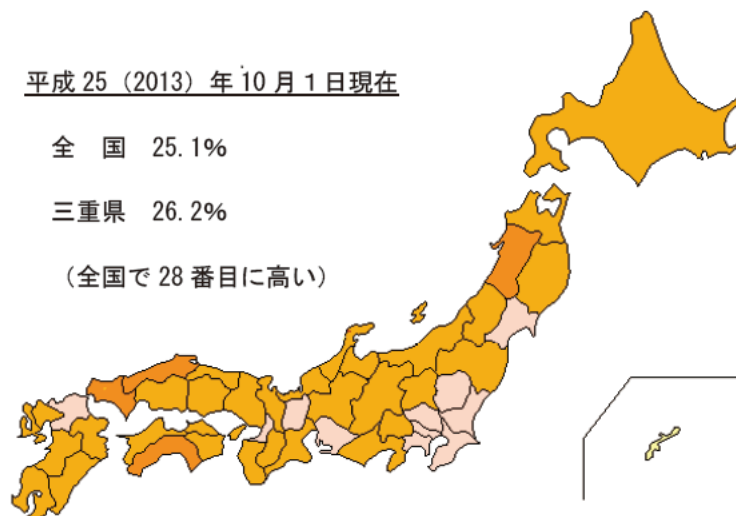 平成 25（2013）年 10 月 1 日現在
全　国　25.1%
三重県　26.2%
（全国で 28 番目に高い）